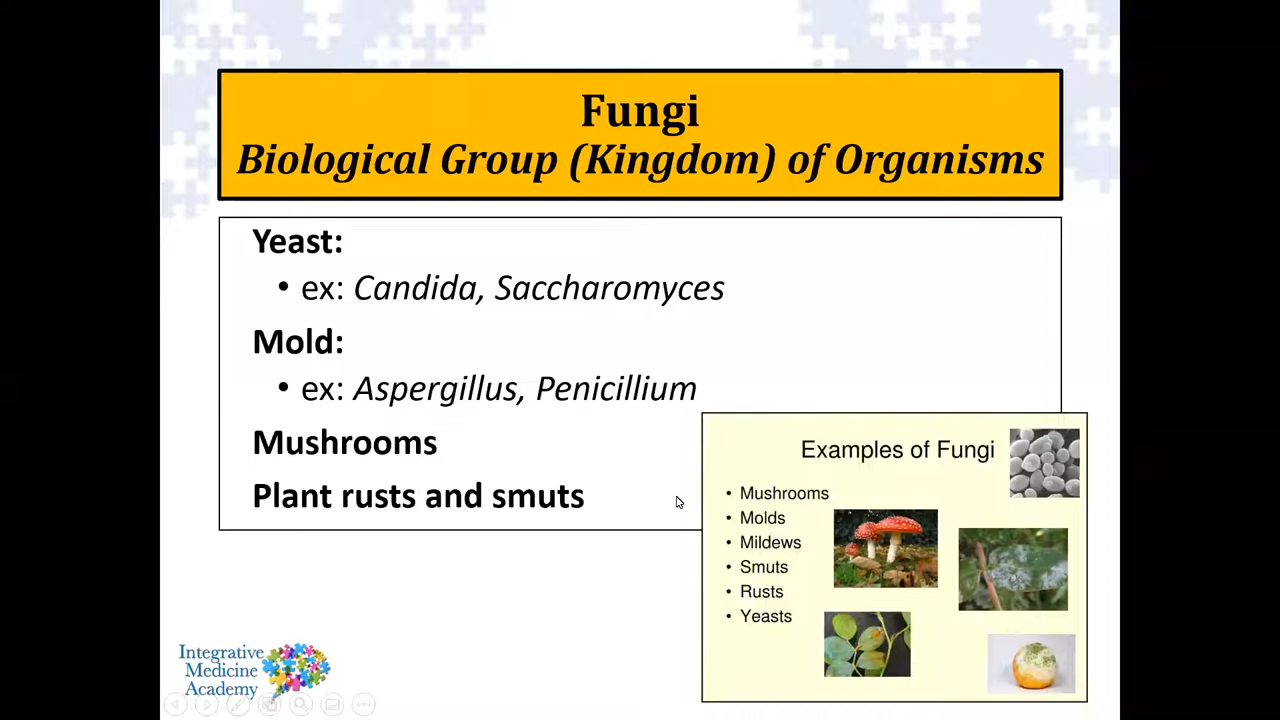 Fungi
Biological Group (Kingdom) of Organisms
Yeast:
• ex: Candida, Saccharomyces
Mold:
• ex: Aspergillus, Penicillium
Mushrooms
Plant rusts and smuts
Examples of Fungi
• Mushrooms
• Molds
• Mildews
• Smuts
• Rusts
• Yeasts
Integrative
Medicine
Academy